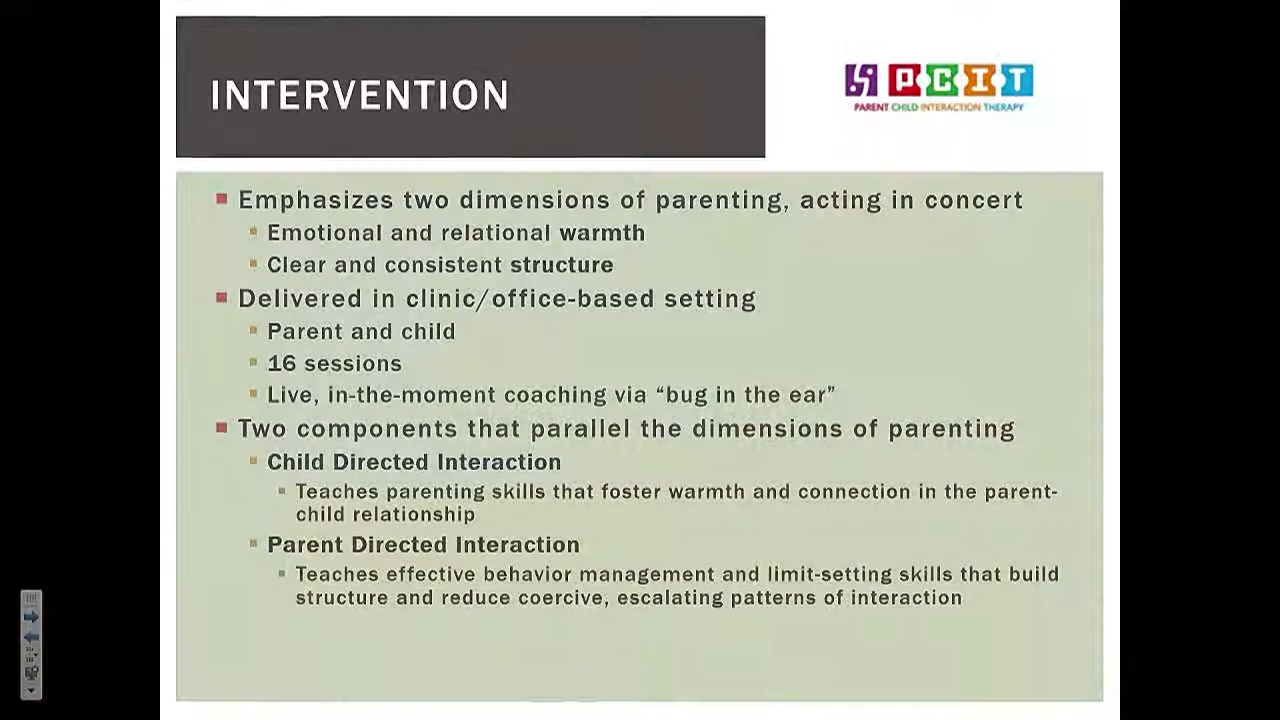 INTERVENTION
PCIT
PARENT CHILD INTERACTION THERAPY
Emphasizes two dimensions of parenting, acting in concert
Emotional and relational warmth
Clear and consistent structure
Delivered in clinic/office-based setting
Parent and child
16 sessions
Live, in-the-moment coaching via “bug in the ear”
Two components that parallel the dimensions of parenting
Child Directed Interaction
Teaches parenting skills that foster warmth and connection in the parent-
child relationship
Parent Directed Interaction
Teaches effective behavior management and limit-setting skills that build
structure and reduce coercive, escalating patterns of interaction